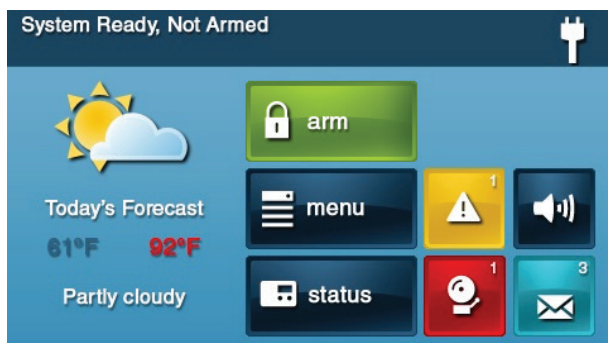 System Ready, Not Armed
arm
Today's Forecast
menu
1
61°F 92°F
Partly cloudy
status
1
3